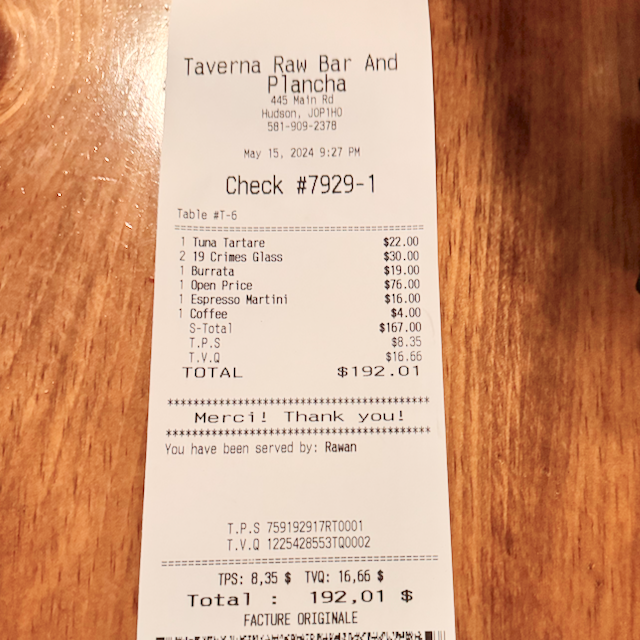 Taverna Raw Bar And
Plancha
445 Main Rd
Hudson, J0P1H0
581-909-2378
May 15, 2024 9:27 PM
Check #7929-1
Table #T-6
================================================
1 Tuna Tartare $22.00
2 19 Crimes Glass $30.00
1 Burrata $19.00
1 Open Price $76.00
1 Espresso Martini $16.00
1 Coffee $4.00
S-Total $167.00
T.P.S $8.35
T.V.Q $16.66
TOTAL $192.01
******************************************
Merci! Thank you!
******************************************
You have been served by: Rawan
T.P.S 759192917RT0001
T.V.Q 1225428553TQ0002
================================================
TPS: 8,35 $ TVQ: 16,66 $
Total : 192,01 $
FACTURE ORIGINALE